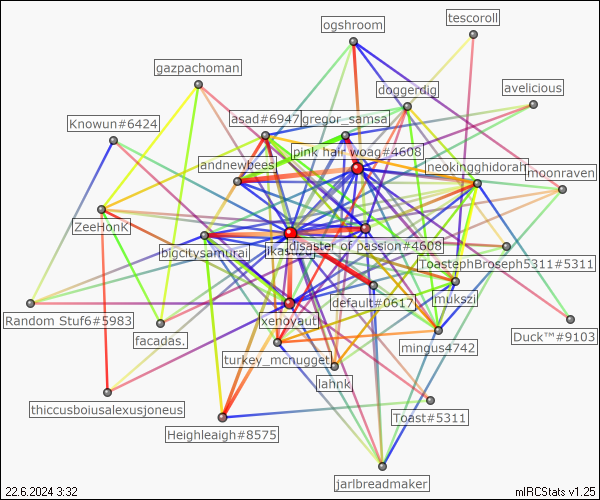 tescoroll
ogshroom
gazpachoman
doggerdig
avelicious
asad#6947
gregor_samsa
Knowun#6424
pink hair woag#4608
andnewbees
neokingghidorah
moonraven
ZeeHonK
disaster of passion#4608
bigcitysamurai
ToastephBroseph5311#5311
default#0617
mukszi
Random Stuf6#5983
xenoyaut
facadas.
Duck™#9103
mingus4742
turkey_mcnugget
lahnk
thiccusboiusalexusjoneus
Toast#5311
Heighleaigh#8575
jarlbreadmaker
22.6.2024 3:32
mIRCStats v1.25